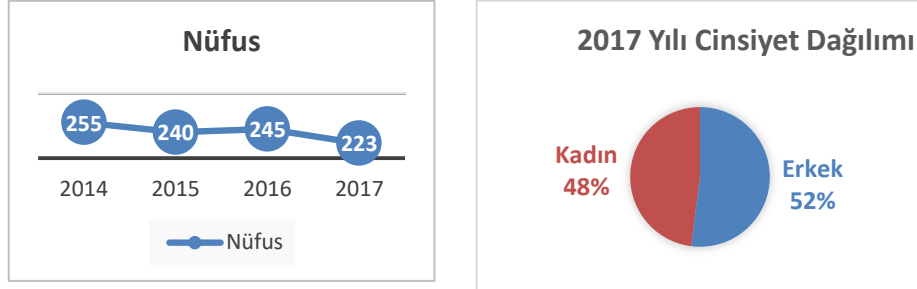 Nüfus
255
240
245
223
2014 2015 2016 2017
Nüfus
2017 Yılı Cinsiyet Dağılımı
Kadın
48%
Erkek
52%